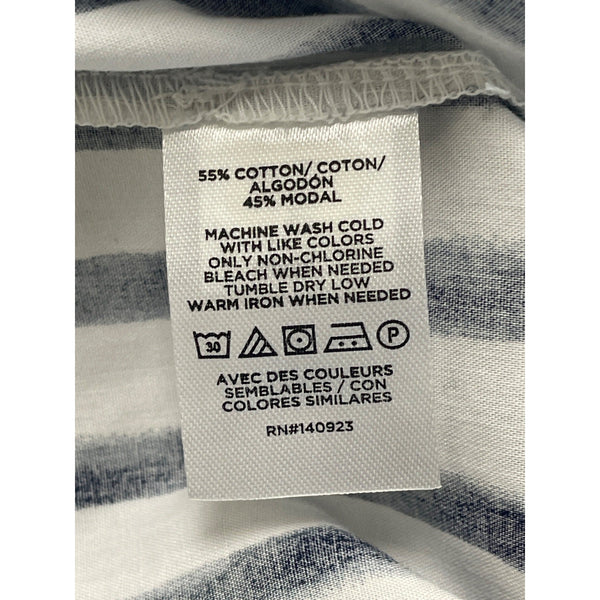 55% COTTON/ COTON/
ALGODÓN
45% MODAL
MACHINE WASH COLD
WITH LIKE COLORS
ONLY NON-CHLORINE
BLEACH WHEN NEEDED
TUMBLE DRY LOW
WARM IRON WHEN NEEDED
30 P
AVEC DES COULEURS
SEMBLABLES / CON
COLORES SIMILARES
RN#140923